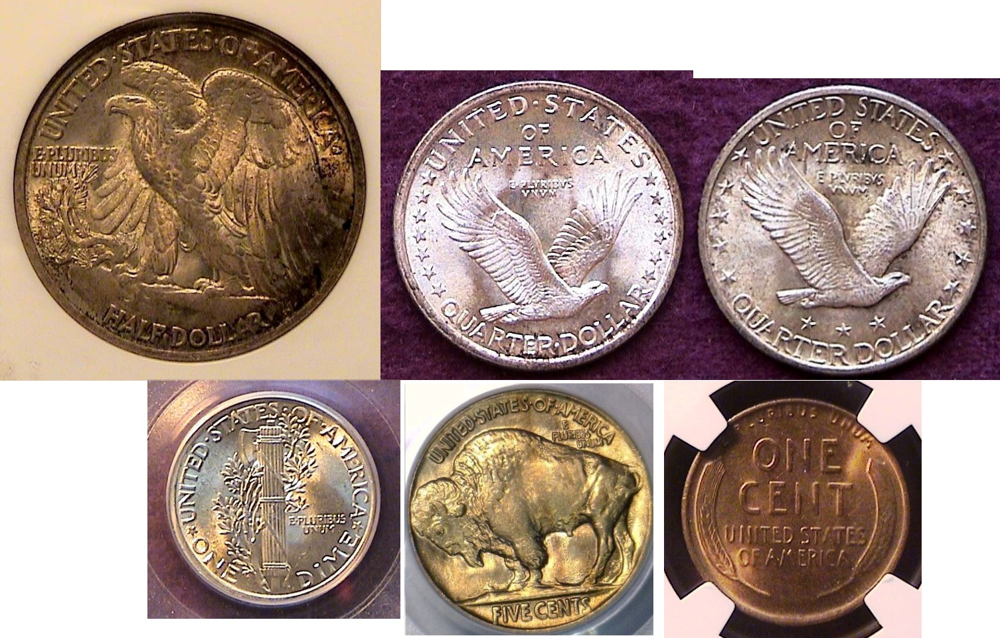 UNITED·STATES·OF·AMERICA
E·PLURIBUS
UNUM
HALF·DOLLAR
UNITED·STATES
OF
AMERICA
E·PLVRIBVS
VNVM
QUARTER·DOLLAR
UNITED STATES
OF
AMERICA
E PLVRIBVS
VNVM
QUARTER DOLLAR
UNITED·STATES·OF·AMERICA
E·PLURIBUS
UNUM
ONE DIME
UNITED·STATES·OF·AMERICA
E
PLURIBUS
UNUM
FIVE CENTS
E PLURIBUS UNUM
ONE
CENT
UNITED STATES
OF AMERICA